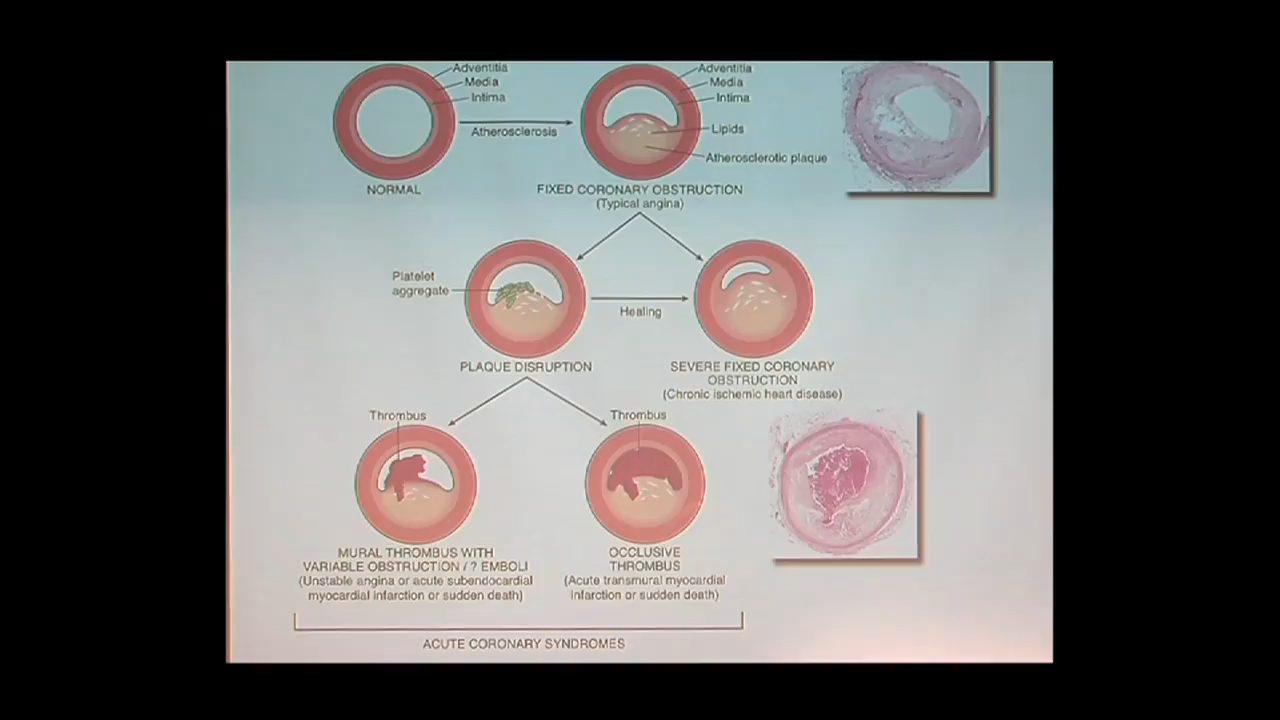 Adventitia
Media
Intima
Atherosclerosis
NORMAL
Adventitia
Media
Intima
Lipids
Atherosclerotic plaque
FIXED CORONARY OBSTRUCTION
(Typical angina)
Platelet
aggregate
Healing
PLAQUE DISRUPTION
SEVERE FIXED CORONARY
OBSTRUCTION
(Chronic ischemic heart disease)
Thrombus
Thrombus
MURAL THROMBUS WITH
VARIABLE OBSTRUCTION / ? EMBOLI
(Unstable angina or acute subendocardial
myocardial infarction or sudden death)
OCCLUSIVE
THROMBUS
(Acute transmural myocardial
infarction or sudden death)
ACUTE CORONARY SYNDROMES